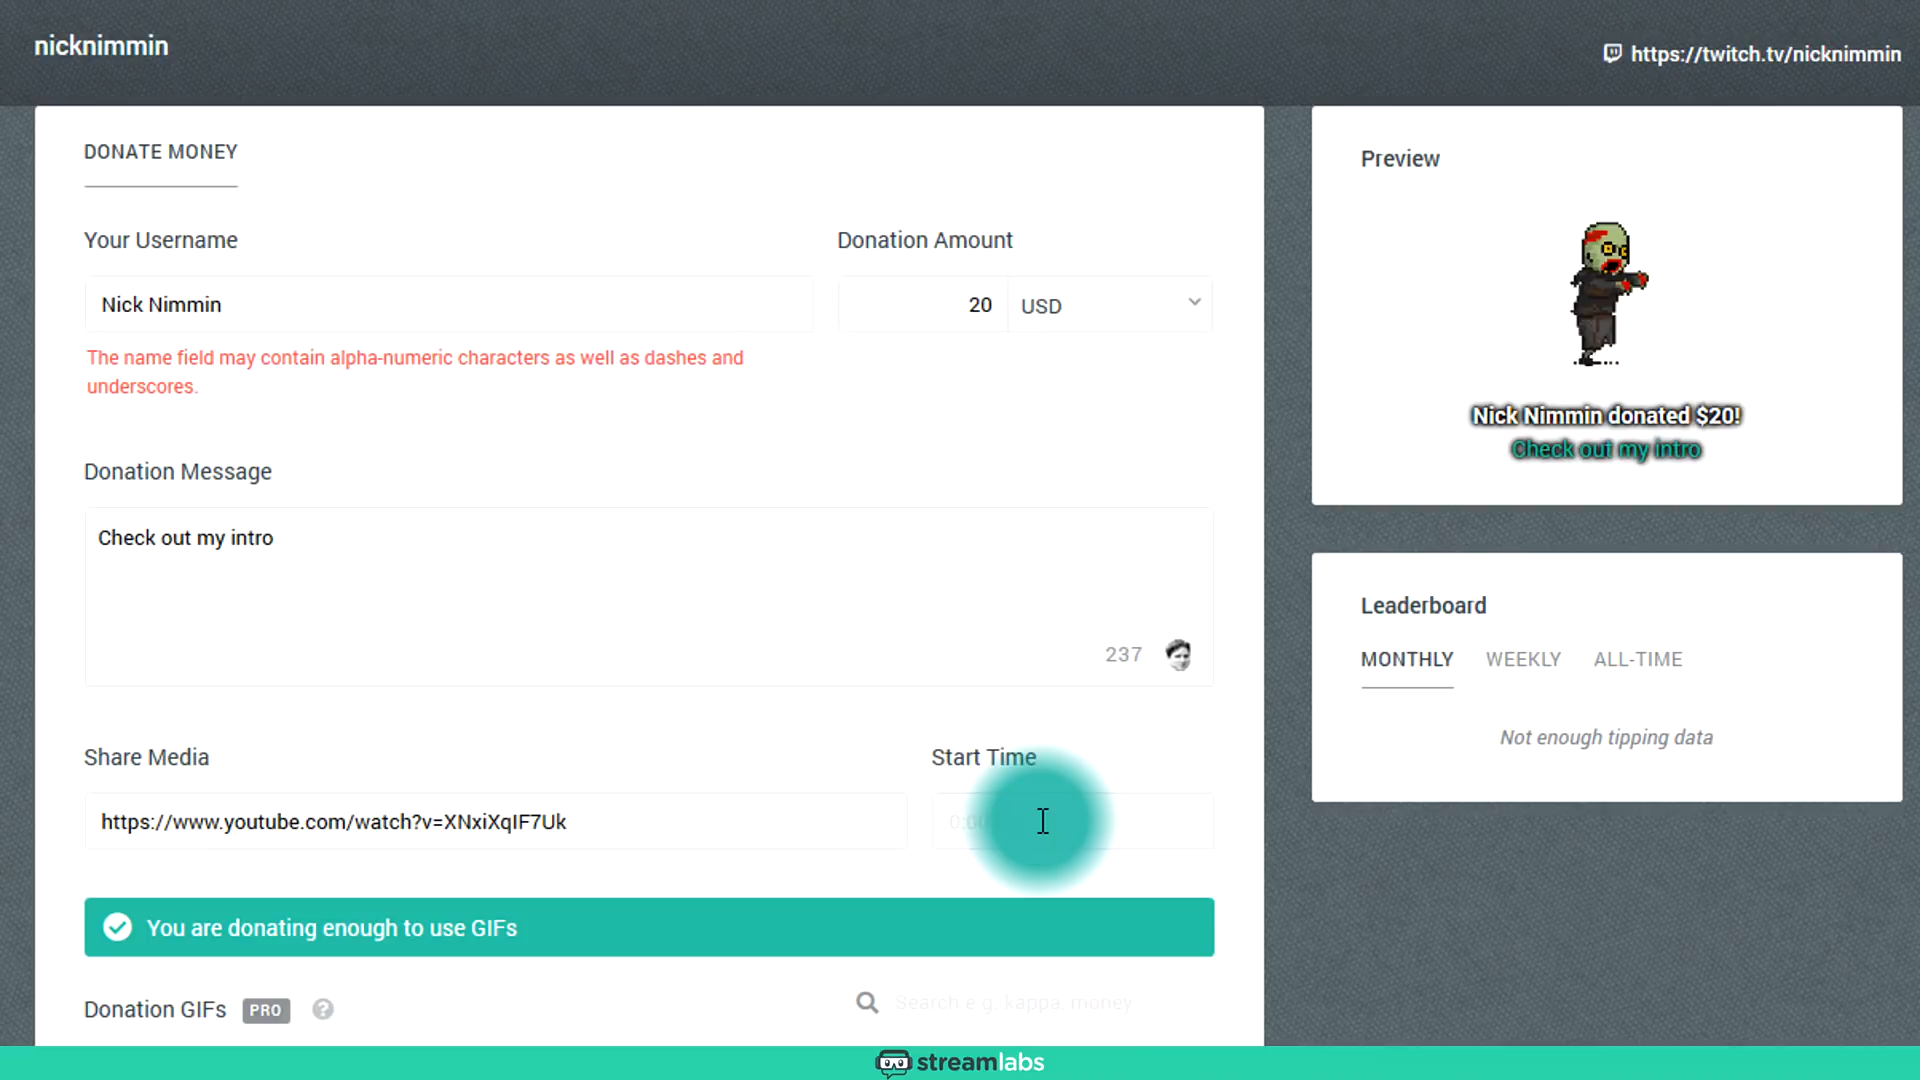 nicknimmin
https://twitch.tv/nicknimmin
DONATE MONEY
Your Username
Donation Amount
Nick Nimmin
20
USD
The name field may contain alpha-numeric characters as well as dashes and
underscores.
Donation Message
Check out my intro
237
Share Media
Start Time
https://www.youtube.com/watch?v=XNxiXqIF7Uk
You are donating enough to use GIFs
Donation GIFs
PRO
?
Search e.g. kappa, money
Preview
Nick Nimmin donated $20!
Check out my intro
Leaderboard
MONTHLY
WEEKLY
ALL-TIME
Not enough tipping data
streamlabs